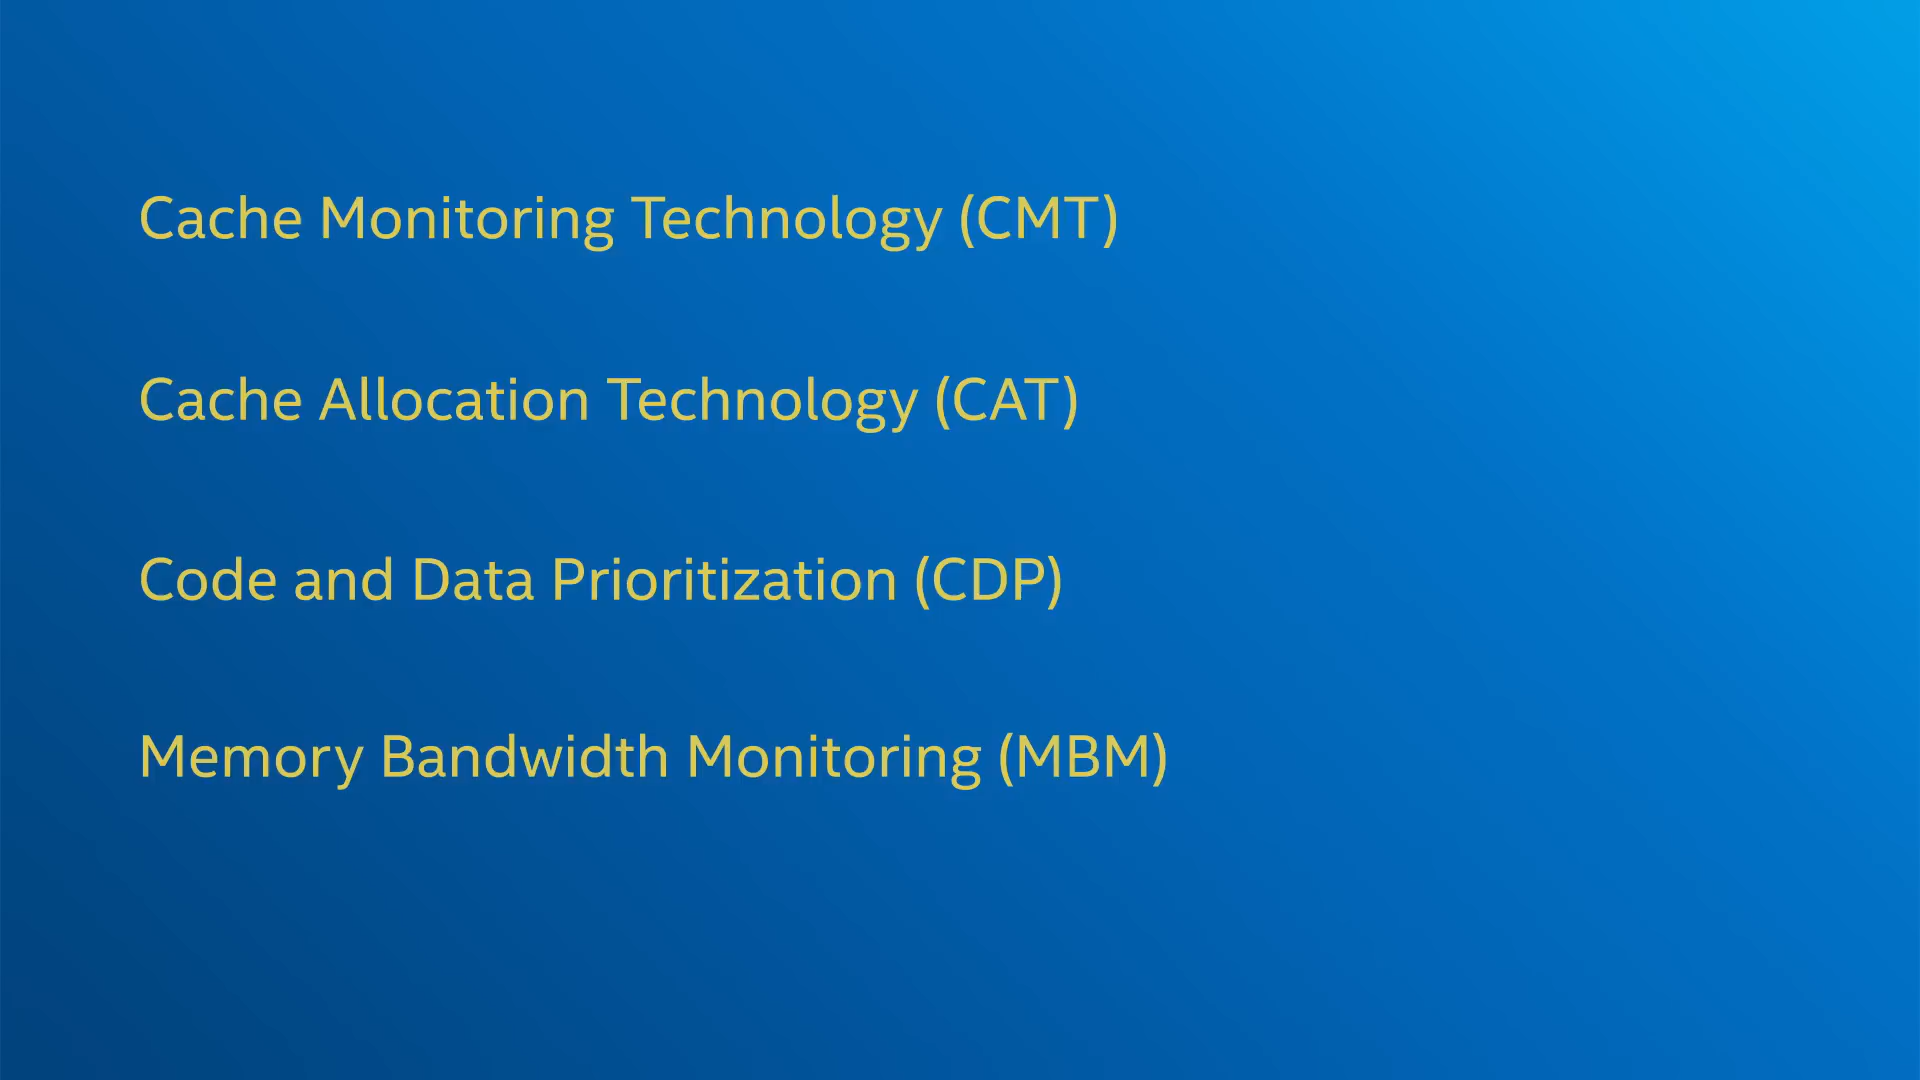 Cache Monitoring Technology (CMT)
Cache Allocation Technology (CAT)
Code and Data Prioritization (CDP)
Memory Bandwidth Monitoring (MBM)